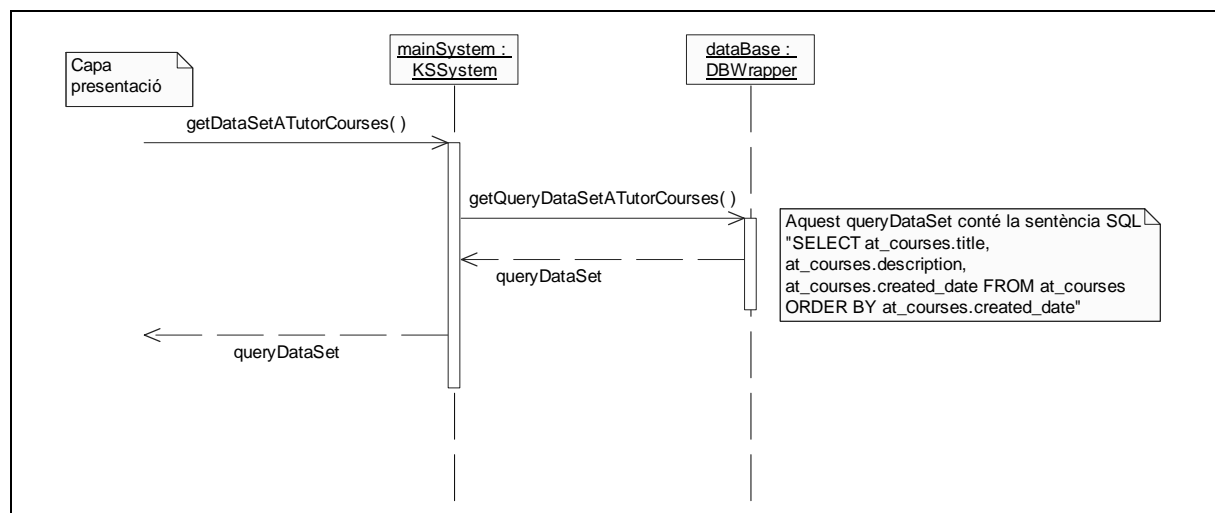 Capa
presentació
mainSystem :
KSSystem
dataBase :
DBWrapper
getDataSetATutorCourses( )
getQueryDataSetATutorCourses( )
queryDataSet
queryDataSet
Aquest queryDataSet conté la sentència SQL
"SELECT at_courses.title,
at_courses.description,
at_courses.created_date FROM at_courses
ORDER BY at_courses.created_date"